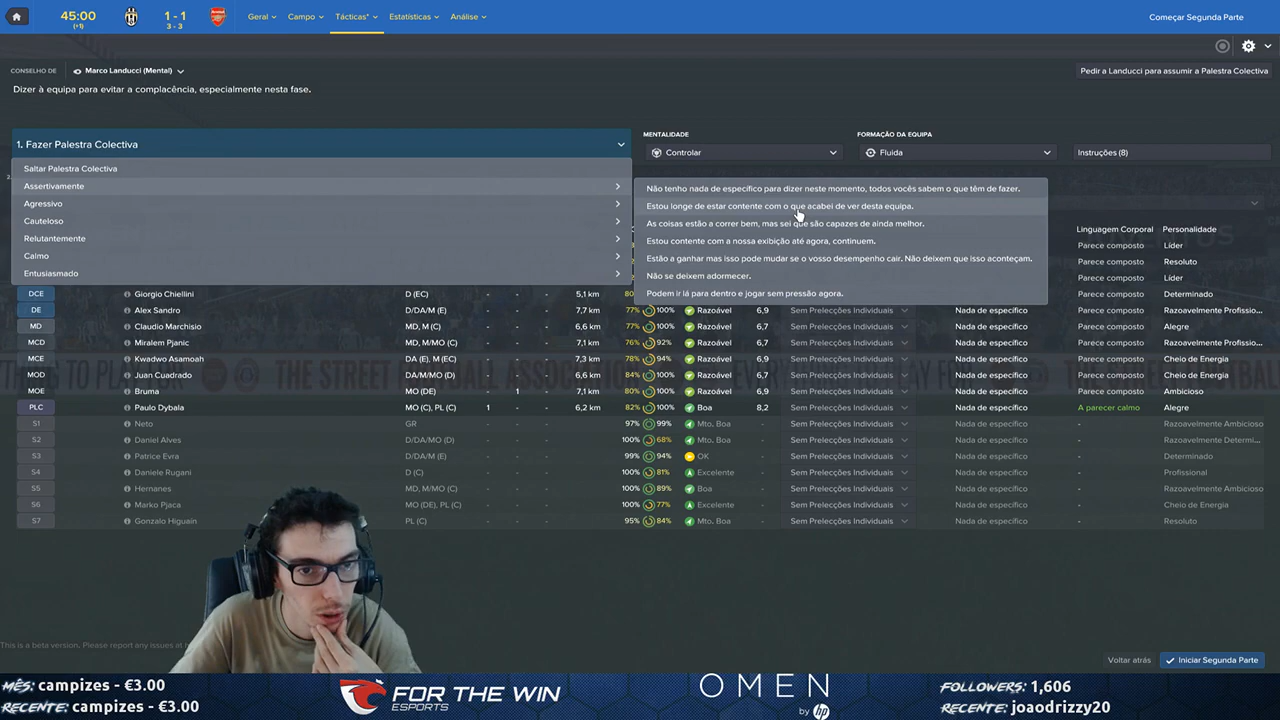 45:00
(+1)
1 - 1
3 - 3
Geral
Campo
Tácticas*
Estatísticas
Análise
Começar Segunda Parte
CONSELHO DE
Marco Landucci (Mental)
Pedir a Landucci para assumir a Palestra Colectiva
Dizer à equipa para evitar a complacência, especialmente nesta fase.
1. Fazer Palestra Colectiva
MENTALIDADE
Controlar
FORMAÇÃO DA EQUIPA
Fluida
Instruções (8)
Saltar Palestra Colectiva
Assertivamente
Agressivo
Cauteloso
Relutantemente
Calmo
Entusiasmado
Não tenho nada de específico para dizer neste momento, todos vocês sabem o que têm de fazer.
Estou longe de estar contente com o que acabei de ver desta equipa.
As coisas estão a correr bem, mas sei que são capazes de ainda melhor.
Estou contente com a nossa exibição até agora, continuem.
Estão a ganhar mas isso pode mudar se o vosso desempenho cair. Não deixem que isso aconteçam.
Não se deixem adormecer.
Podem ir lá para dentro e jogar sem pressão agora.
Linguagem Corporal Personalidade
Parece composto Líder
Parece composto Resoluto
Parece composto Líder
DCE Giorgio Chiellini D (EC) - - 5,1 km Parece composto Determinado
DE Alex Sandro D/DA/M (E) - - 7,7 km 77% 100% Razoável 6,9 Sem Prelecções Individuais Nada de específico Parece composto Razoavelmente Profissio...
MD Claudio Marchisio MD, M (C) - - 6,6 km 77% 100% Razoável 6,7 Sem Prelecções Individuais Nada de específico Parece composto Alegre
MCD Miralem Pjanic MD, M/MO (C) - - 7,1 km 76% 92% Razoável 6,7 Sem Prelecções Individuais Nada de específico Parece composto Razoavelmente Profissio...
MCE Kwadwo Asamoah DA (E), M (EC) - - 7,3 km 78% 94% Razoável 6,9 Sem Prelecções Individuais Nada de específico Parece composto Cheio de Energia
MOD Juan Cuadrado DA/M/MO (D) - - 6,6 km 84% 100% Razoável 6,7 Sem Prelecções Individuais Nada de específico Parece composto Cheio de Energia
MOE Bruma MO (DE) - 1 7,1 km 80% 100% Razoável 6,9 Sem Prelecções Individuais Nada de específico Parece composto Ambicioso
PLC Paulo Dybala MO (C), PL (C) 1 - 6,2 km 82% 100% Boa 8,2 Sem Prelecções Individuais Nada de específico A parecer calmo Alegre
S1 Neto GR - - - 97% 99% Mto. Boa - Sem Prelecções Individuais Nada de específico - Razoavelmente Ambicioso
S2 Daniel Alves D/DA/MO (D) - - - 100% 68% Mto. Boa - Sem Prelecções Individuais Nada de específico - Razoavelmente Determi...
S3 Patrice Evra D/DA/M (E) - - - 99% 94% OK - Sem Prelecções Individuais Nada de específico - Determinado
S4 Daniele Rugani D (C) - - - 100% 81% Excelente - Sem Prelecções Individuais Nada de específico - Profissional
S5 Hernanes MD, M/MO (C) - - - 100% 89% Boa - Sem Prelecções Individuais Nada de específico - Razoavelmente Ambicioso
S6 Marko Pjaca MO (DE), PL (C) - - - 100% 77% Excelente - Sem Prelecções Individuais Nada de específico - Cheio de Energia
S7 Gonzalo Higuaín PL (C) - - - 95% 84% Mto. Boa - Sem Prelecções Individuais Nada de específico - Resoluto
This is a beta version. Please report any issues at
Voltar atrás
Iniciar Segunda Parte
MÊS: campizes - €3.00
RECENTE: campizes - €3.00
FOR THE WIN
ESPORTS
OMEN
by hp
FOLLOWERS: 1,606
RECENTE: joaodrizzy20